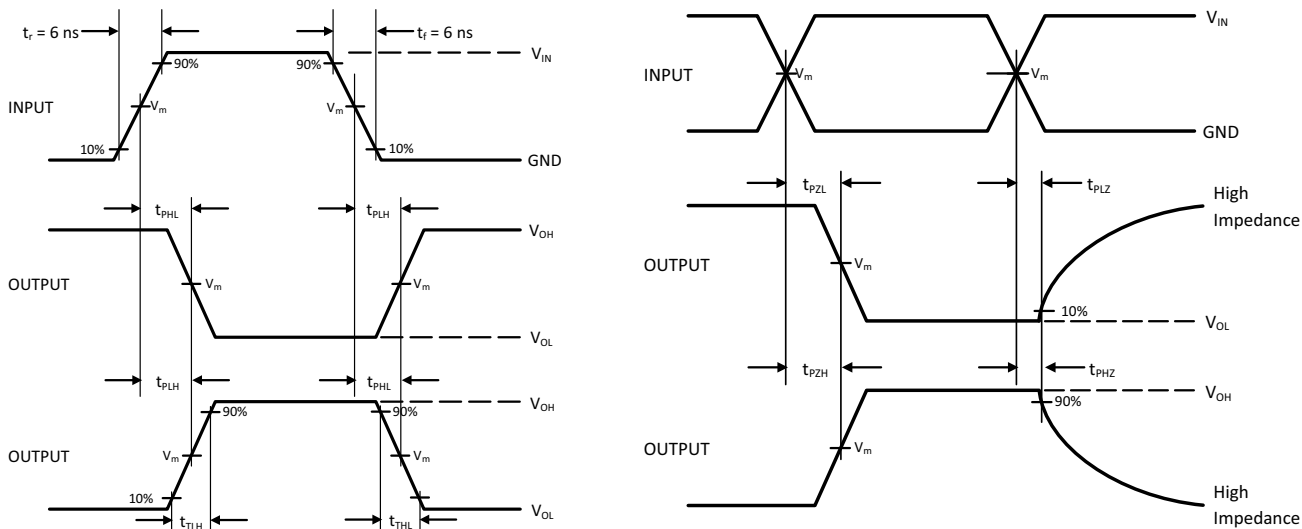 t_r = 6 ns
t_f = 6 ns
V_IN
90%
90%
INPUT
V_m
V_m
10%
10%
GND
t_PHL
t_PLH
V_OH
OUTPUT
V_m
V_m
V_OL
t_PLH
t_PHL
V_OH
90%
90%
OUTPUT
V_m
V_m
10%
V_OL
t_TLH
t_THL
V_IN
INPUT
V_m
V_m
GND
t_PZL
t_PLZ
High
Impedance
OUTPUT
V_m
10%
V_OL
t_PZH
t_PHZ
V_OH
90%
OUTPUT
V_m
High
Impedance